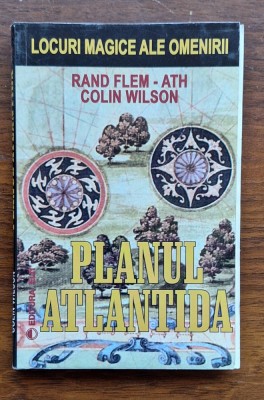 LOCURI MAGICE ALE OMENIRII
RAND FLEM - ATH
COLIN WILSON
PLANUL
ATLANTIDA